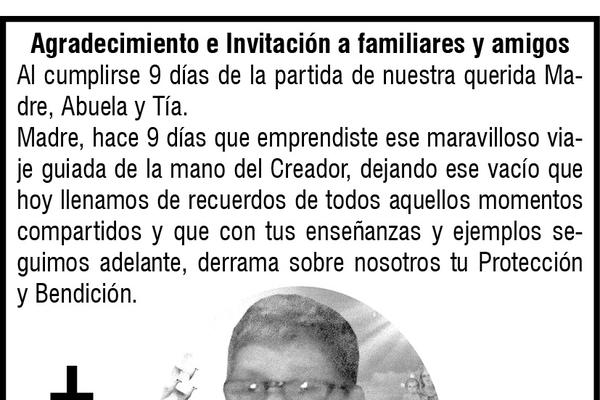 Agradecimiento e Invitación a familiares y amigos
Al cumplirse 9 días de la partida de nuestra querida Ma-
dre, Abuela y Tía.
Madre, hace 9 días que emprendiste ese maravilloso via-
je guiada de la mano del Creador, dejando ese vacío que
hoy llenamos de recuerdos de todos aquellos momentos
compartidos y que con tus enseñanzas y ejemplos se-
guimos adelante, derrama sobre nosotros tu Protección
y Bendición.